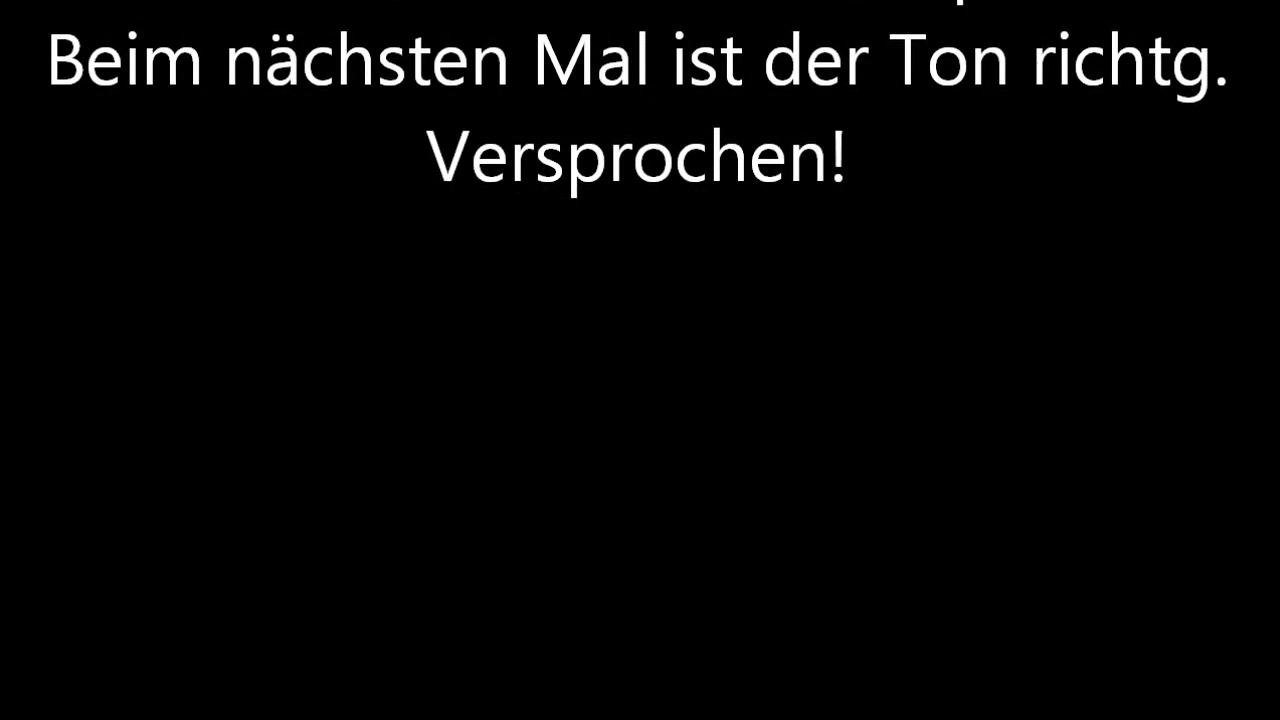 Beim nächsten Mal ist der Ton richtg.
Versprochen!